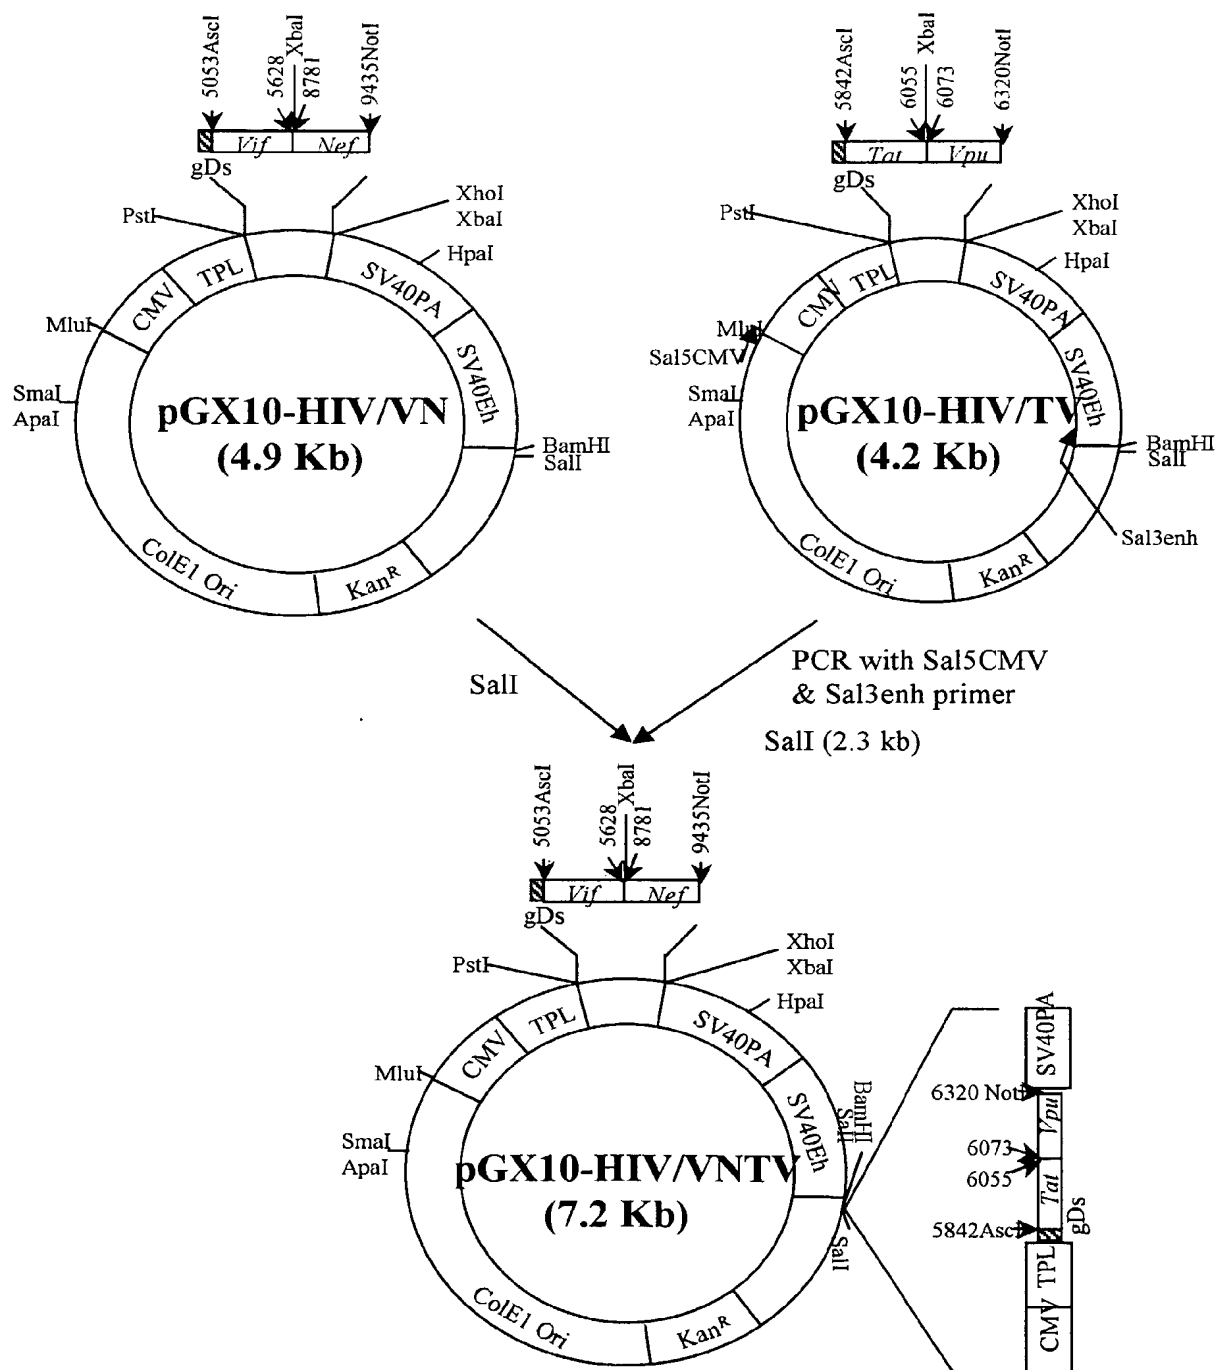 5053AscI
5628
XbaI
8781
9435NotI
Vif
Nef
gDs
PstI
XhoI
XbaI
HpaI
TPL
CMV
SV40PA
MluI
SV40Eh
SmaI
ApaI
pGX10-HIV/VN
(4.9 Kb)
BamHI
SalI
ColE1 Ori
KanR
5842AscI
6055
XbaI
6073
6320NotI
Tat
Vpu
gDs
PstI
XhoI
XbaI
HpaI
TPL
CMV
SV40PA
MluI
Sal5CMV
SV40Eh
SmaI
ApaI
pGX10-HIV/TV
(4.2 Kb)
BamHI
SalI
Sal3enh
ColE1 Ori
KanR
SalI
PCR with Sal5CMV
& Sal3enh primer
SalI (2.3 kb)
5053AscI
5628
XbaI
8781
9435NotI
Vif
Nef
gDs
PstI
XhoI
XbaI
HpaI
TPL
CMV
SV40PA
MluI
SV40Eh
BamHI
SalI
SmaI
ApaI
pGX10-HIV/VNTV
(7.2 Kb)
SalI
ColE1 Ori
KanR
SV40PA
6320 NotI
Vpu
6073
6055
Tat
5842AscI
gDs
TPL
CMV